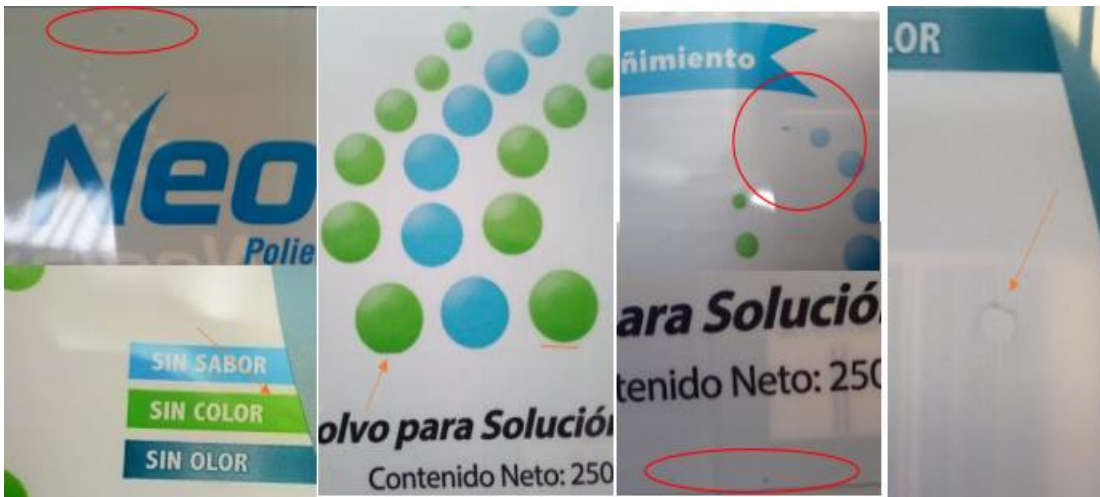 Neo
Polie
SIN SABOR
SIN COLOR
SIN OLOR
olvo para Solució
Contenido Neto: 250
ñimiento
ara Solució
tenido Neto: 250
.OR